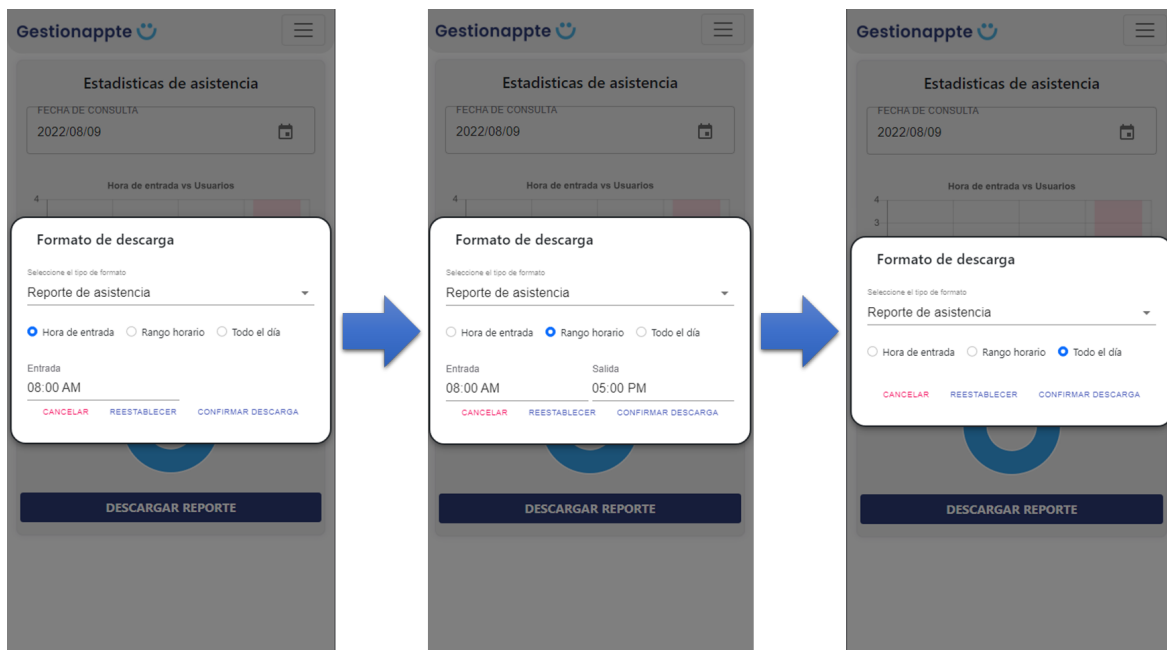 Gestionappte
Estadisticas de asistencia
FECHA DE CONSULTA
2022/08/09
Hora de entrada vs Usuarios
4
Formato de descarga
Seleccione el tipo de formato
Reporte de asistencia
Hora de entrada Rango horario Todo el día
Entrada
08:00 AM
CANCELAR REESTABLECER CONFIRMAR DESCARGA
DESCARGAR REPORTE
Gestionappte
Estadisticas de asistencia
FECHA DE CONSULTA
2022/08/09
Hora de entrada vs Usuarios
4
Formato de descarga
Seleccione el tipo de formato
Reporte de asistencia
Hora de entrada Rango horario Todo el día
Entrada Salida
08:00 AM 05:00 PM
CANCELAR REESTABLECER CONFIRMAR DESCARGA
DESCARGAR REPORTE
Gestionappte
Estadisticas de asistencia
FECHA DE CONSULTA
2022/08/09
Hora de entrada vs Usuarios
4
3
Formato de descarga
Seleccione el tipo de formato
Reporte de asistencia
Hora de entrada Rango horario Todo el día
CANCELAR REESTABLECER CONFIRMAR DESCARGA
DESCARGAR REPORTE